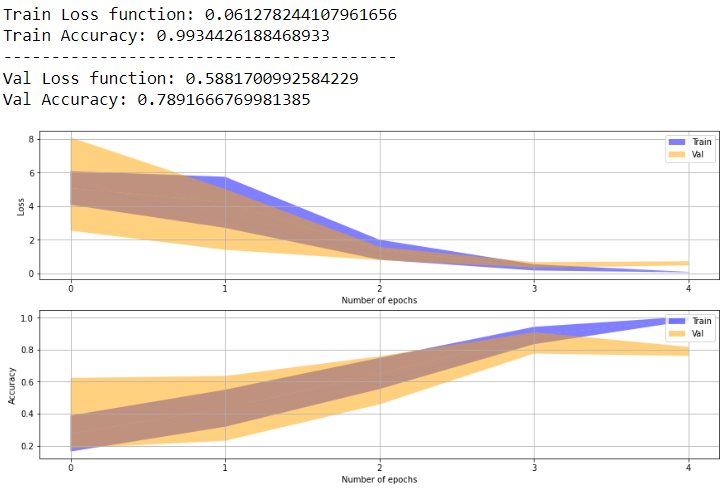 Train Loss function: 0.061278244107961656
Train Accuracy: 0.9934426188468933
-----------------------------------------
Val Loss function: 0.5881700992584229
Val Accuracy: 0.7891666769981385
8
6
4
2
0
Loss
Train
Val
0 1 2 3 4
Number of epochs
1.0
0.8
0.6
0.4
0.2
Accuracy
Train
Val
0 1 2 3 4
Number of epochs